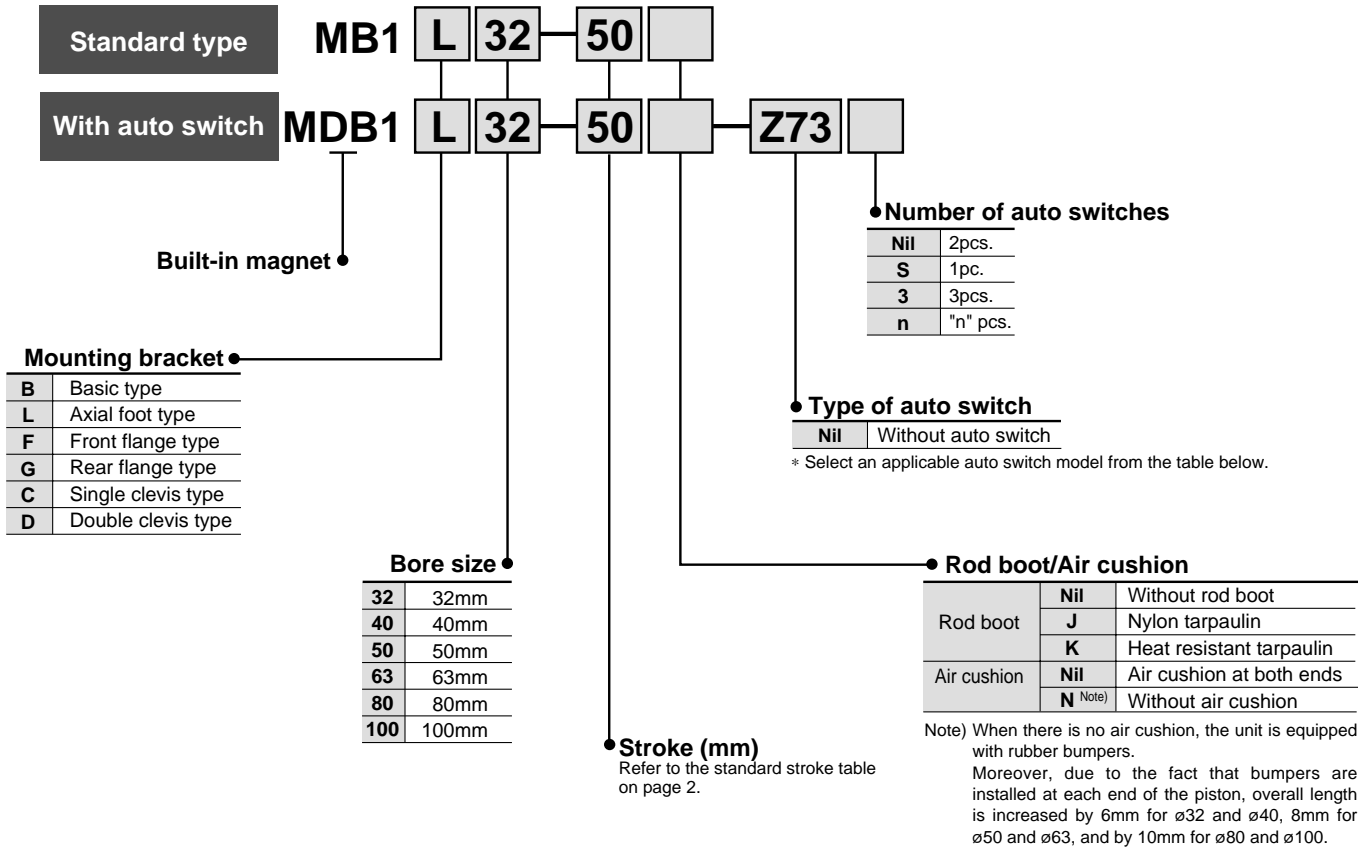 Standard type MB1 L 32 50
With auto switch MDB1 L 32 50 Z73
Number of auto switches
Nil 2pcs.
S 1pc.
3 3pcs.
n "n" pcs.
Built-in magnet
Mounting bracket
B Basic type
L Axial foot type
F Front flange type
G Rear flange type
C Single clevis type
D Double clevis type
Type of auto switch
Nil Without auto switch
* Select an applicable auto switch model from the table below.
Bore size
32 32mm
40 40mm
50 50mm
63 63mm
80 80mm
100 100mm
Stroke (mm)
Refer to the standard stroke table
on page 2.
Rod boot/Air cushion
Rod boot Nil Without rod boot
J Nylon tarpaulin
K Heat resistant tarpaulin
Air cushion Nil Air cushion at both ends
N Note) Without air cushion
Note) When there is no air cushion, the unit is equipped
with rubber bumpers.
Moreover, due to the fact that bumpers are
installed at each end of the piston, overall length
is increased by 6mm for ø32 and ø40, 8mm for
ø50 and ø63, and by 10mm for ø80 and ø100.